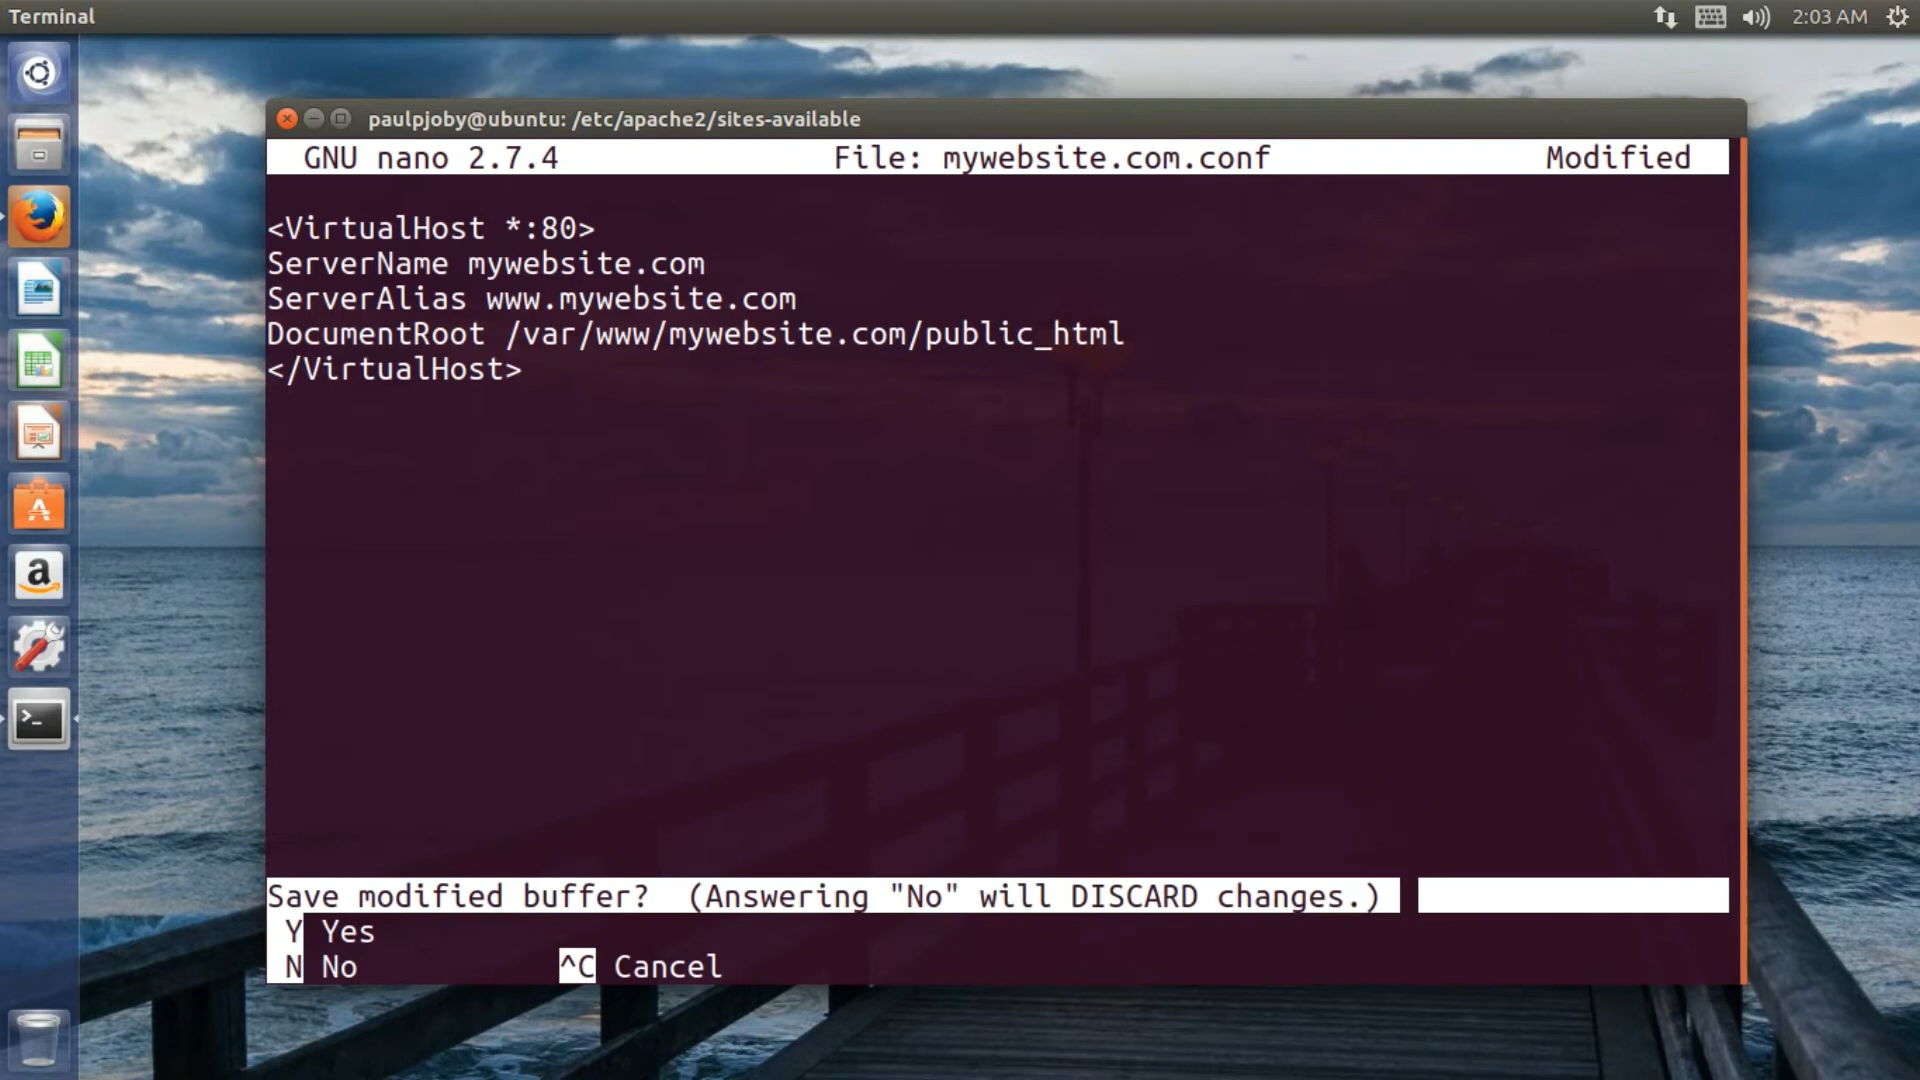 Terminal
2:03 AM
paulpjoby@ubuntu: /etc/apache2/sites-available
GNU nano 2.7.4 File: mywebsite.com.conf Modified
<VirtualHost *:80>
ServerName mywebsite.com
ServerAlias www.mywebsite.com
DocumentRoot /var/www/mywebsite.com/public_html
</VirtualHost>
Save modified buffer? (Answering "No" will DISCARD changes.)
Y Yes
N No ^C Cancel